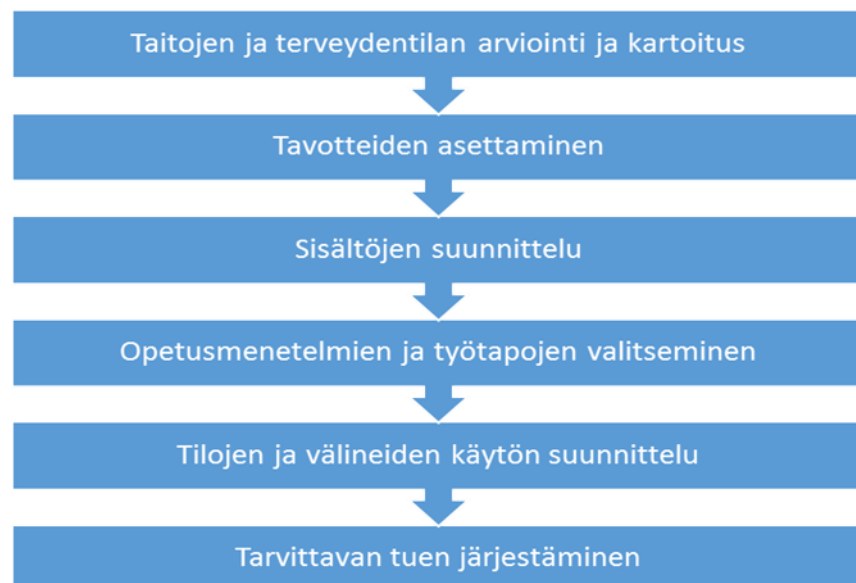 Taitojen ja terveydentilan arviointi ja kartoitus
Tavotteiden asettaminen
Sisältöjen suunnittelu
Opetusmenetelmien ja työtapojen valitseminen
Tilojen ja välineiden käytön suunnittelu
Tarvittavan tuen järjestäminen